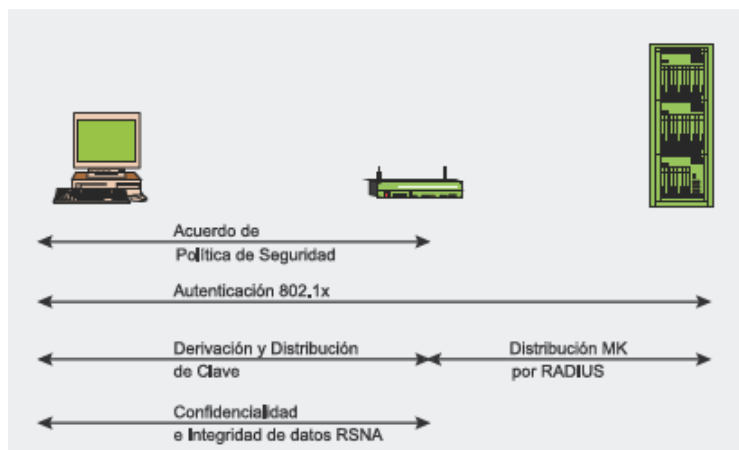 Acuerdo de
Política de Seguridad
Autenticación 802.1x
Derivación y Distribución
de Clave
Distribución MK
por RADIUS
Confidencialidad
e Integridad de datos RSNA